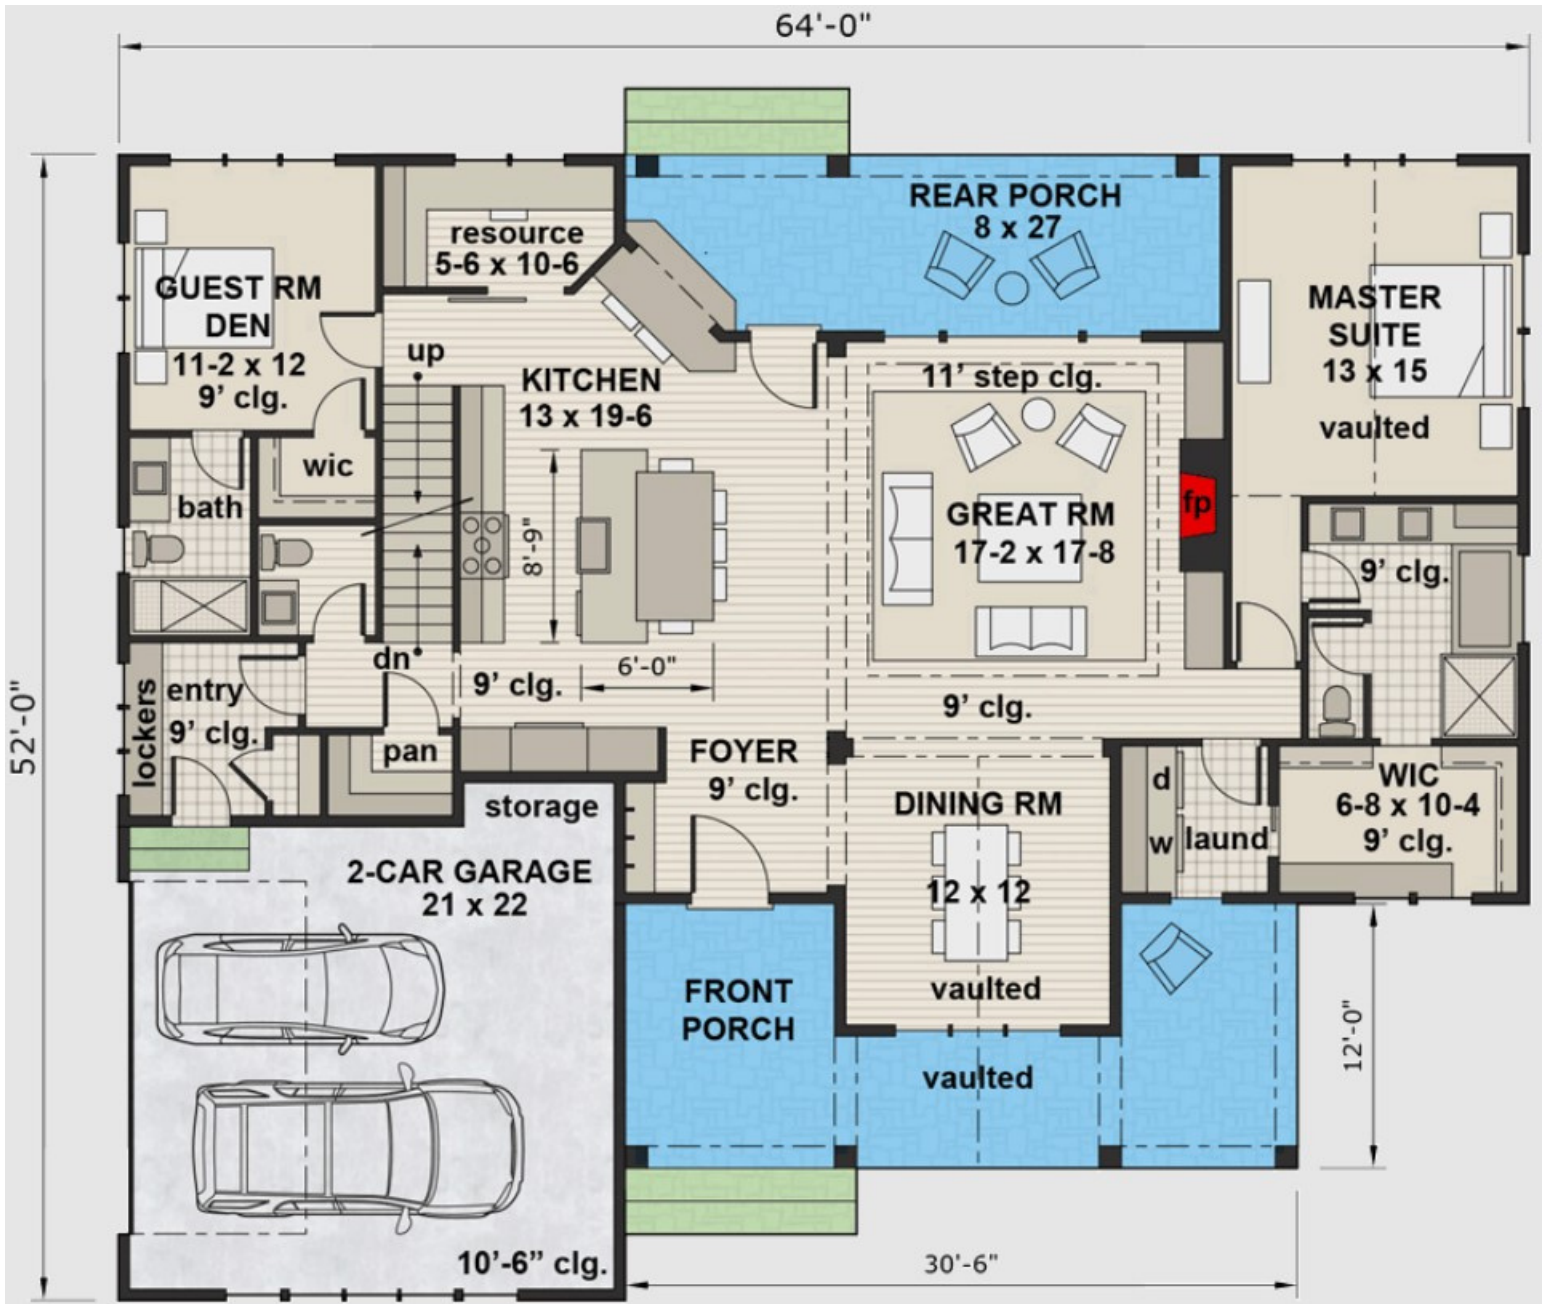 64'-0"
REAR PORCH
8 x 27
resource
5-6 x 10-6
GUEST RM
DEN
11-2 x 12
9' clg.
MASTER
SUITE
13 x 15
vaulted
up
KITCHEN
13 x 19-6
11' step clg.
wic
bath
fp
GREAT RM
17-2 x 17-8
8'-9"
9' clg.
dn
6'-0"
9' clg.
entry
9' clg.
lockers
9' clg.
52'-0"
pan
FOYER
9' clg.
storage
DINING RM
12 x 12
vaulted
d
w
laund
WIC
6-8 x 10-4
9' clg.
2-CAR GARAGE
21 x 22
FRONT
PORCH
vaulted
12'-0"
10'-6” clg.
30'-6"